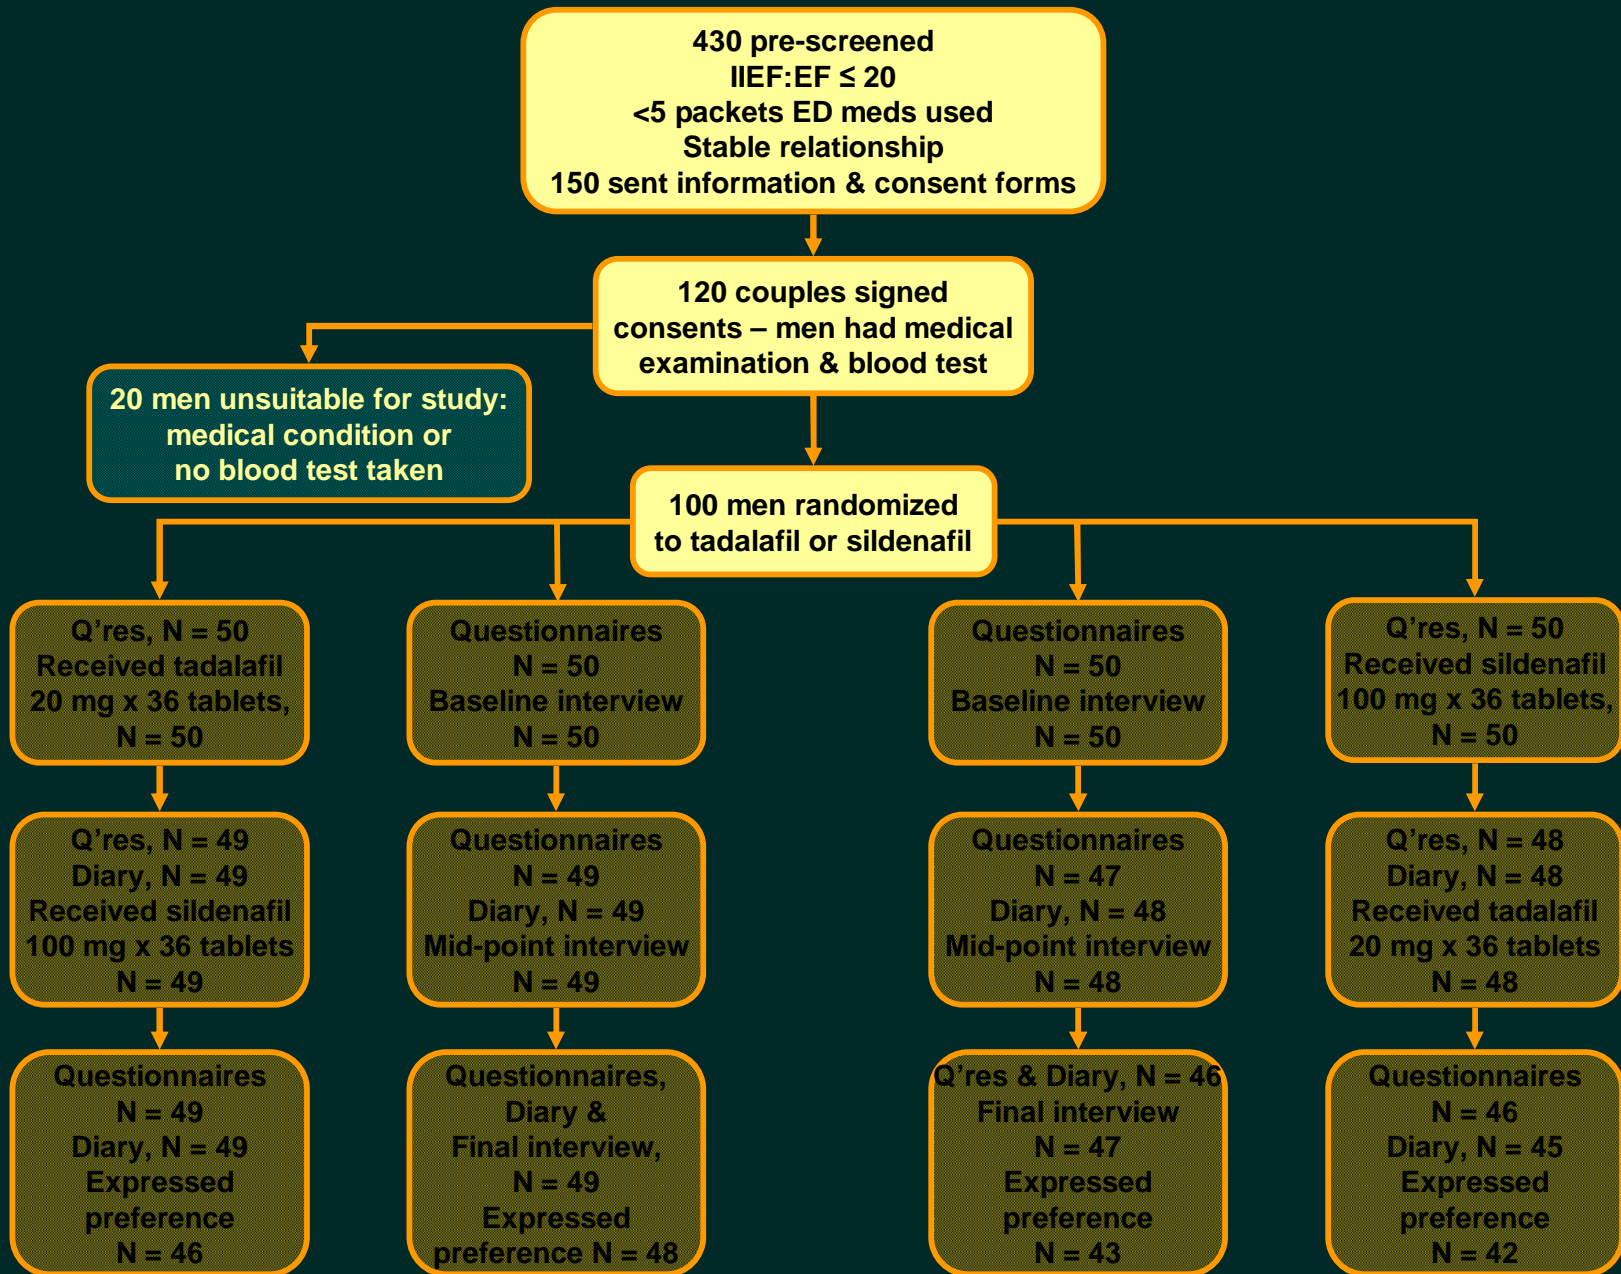 430 pre-screened
IIEF:EF ≤ 20
<5 packets ED meds used
Stable relationship
150 sent information & consent forms
120 couples signed
consents – men had medical
examination & blood test
20 men unsuitable for study:
medical condition or
no blood test taken
100 men randomized
to tadalafil or sildenafil
Q'res, N = 50
Received tadalafil
20 mg x 36 tablets,
N = 50
Questionnaires
N = 50
Baseline interview
N = 50
Questionnaires
N = 50
Baseline interview
N = 50
Q'res, N = 50
Received sildenafil
100 mg x 36 tablets,
N = 50
Q'res, N = 49
Diary, N = 49
Received sildenafil
100 mg x 36 tablets
N = 49
Questionnaires
N = 49
Diary, N = 49
Mid-point interview
N = 49
Questionnaires
N = 47
Diary, N = 48
Mid-point interview
N = 48
Q'res, N = 48
Diary, N = 48
Received tadalafil
20 mg x 36 tablets
N = 48
Questionnaires
N = 49
Diary, N = 49
Expressed
preference
N = 46
Questionnaires,
Diary &
Final interview,
N = 49
Expressed
preference N = 48
Q'res & Diary, N = 46
Final interview
N = 47
Expressed
preference
N = 43
Questionnaires
N = 46
Diary, N = 45
Expressed
preference
N = 42